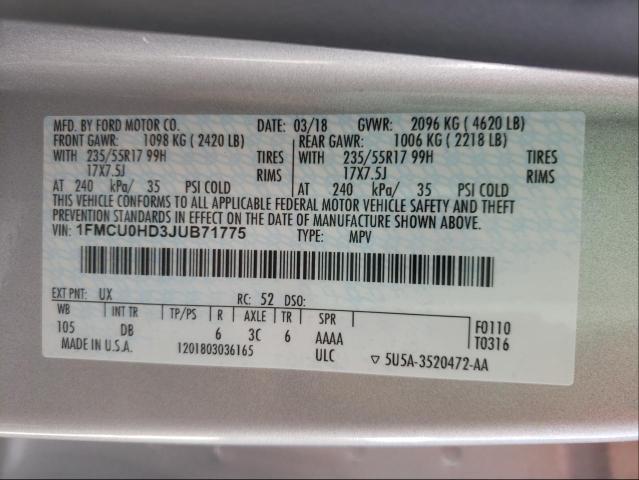 MFD. BY FORD MOTOR CO. DATE: 03/18 GVWR: 2096 KG ( 4620 LB)
FRONT GAWR: 1098 KG ( 2420 LB) REAR GAWR: 1006 KG ( 2218 LB)
WITH 235/55R17 99H TIRES WITH 235/55R17 99H TIRES
17X7.5J RIMS 17X7.5J RIMS
AT 240 kPa/ 35 PSI COLD AT 240 kPa/ 35 PSI COLD
THIS VEHICLE CONFORMS TO ALL APPLICABLE FEDERAL MOTOR VEHICLE SAFETY AND THEFT
PREVENTION STANDARDS IN EFFECT ON THE DATE OF MANUFACTURE SHOWN ABOVE.
VIN: 1FMCU0HD3JUB71775 TYPE: MPV
EXT PNT: UX RC: 52 DSO:
WB INT TR TP/PS R AXLE TR SPR F0110
105 DB 6 3C 6 AAAA T0316
MADE IN U.S.A. 1201803036165 ULC ▽ 5U5A-3520472-AA